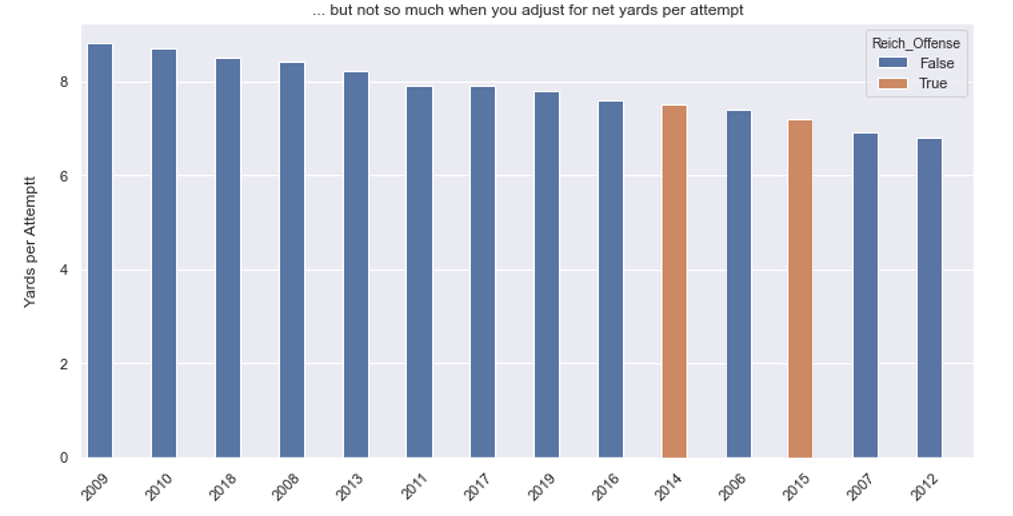 ... but not so much when you adjust for net yards per attempt
Reich_Offense
False
True
Yards per Attemptt
8
6
4
2
0
2009 2010 2018 2008 2013 2011 2017 2019 2016 2014 2006 2015 2007 2012